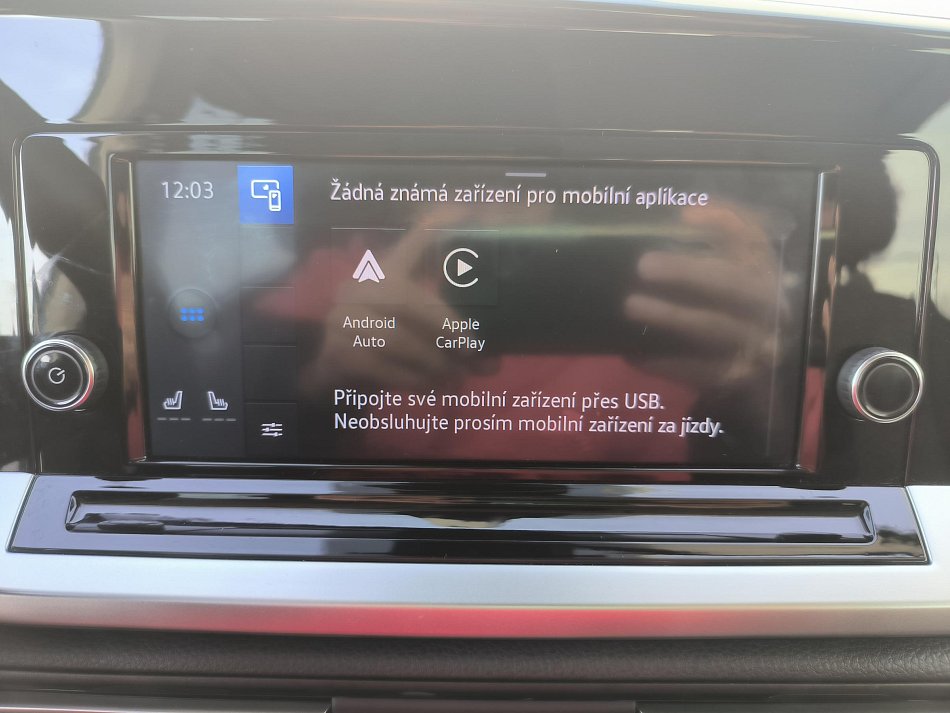 12:03
Žádná známá zařízení pro mobilní aplikace
Android
Auto
Apple
CarPlay
Připojte své mobilní zařízení přes USB.
Neobsluhujte prosím mobilní zařízení za jízdy.